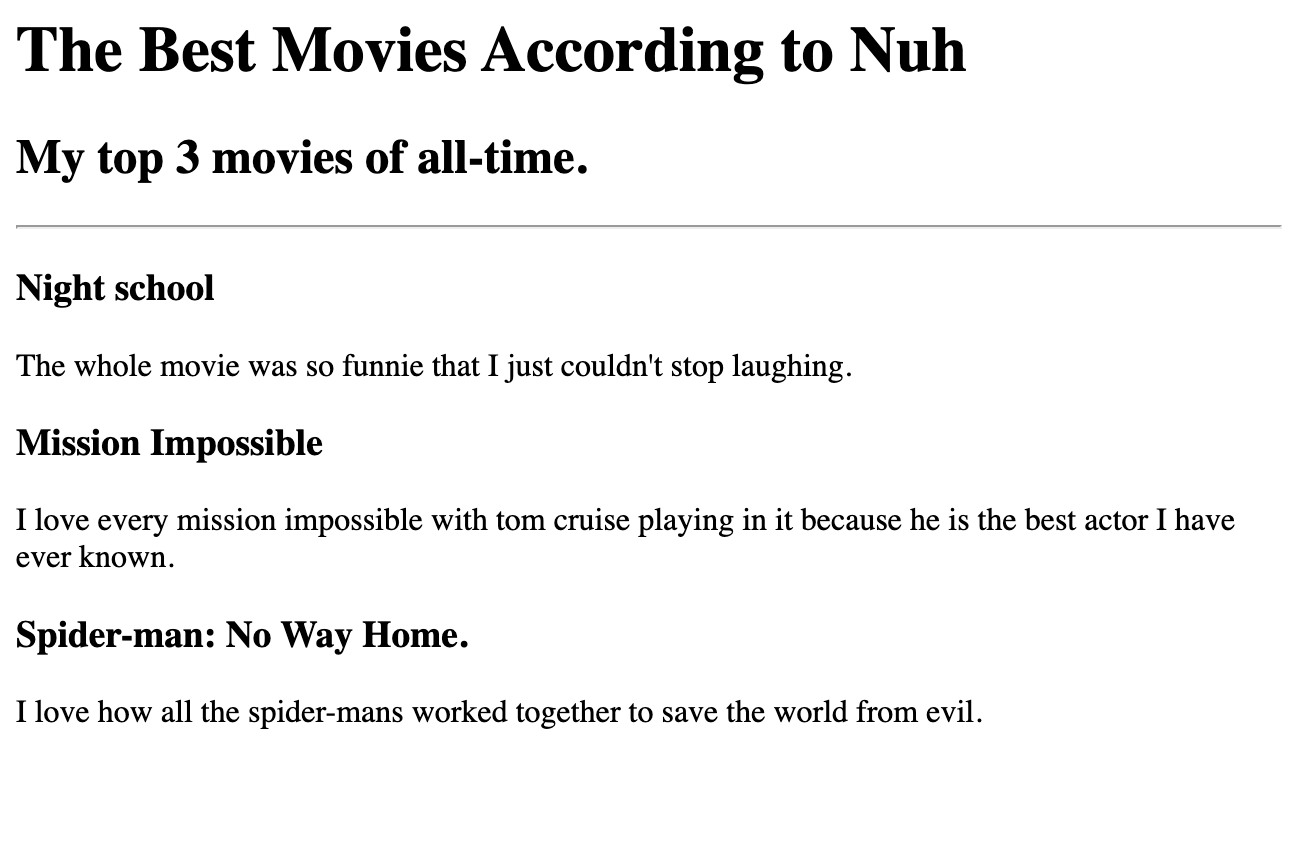 The Best Movies According to Nuh
My top 3 movies of all-time.
Night school
The whole movie was so funnie that I just couldn't stop laughing.
Mission Impossible
I love every mission impossible with tom cruise playing in it because he is the best actor I have
ever known.
Spider-man: No Way Home.
I love how all the spider-mans worked together to save the world from evil.